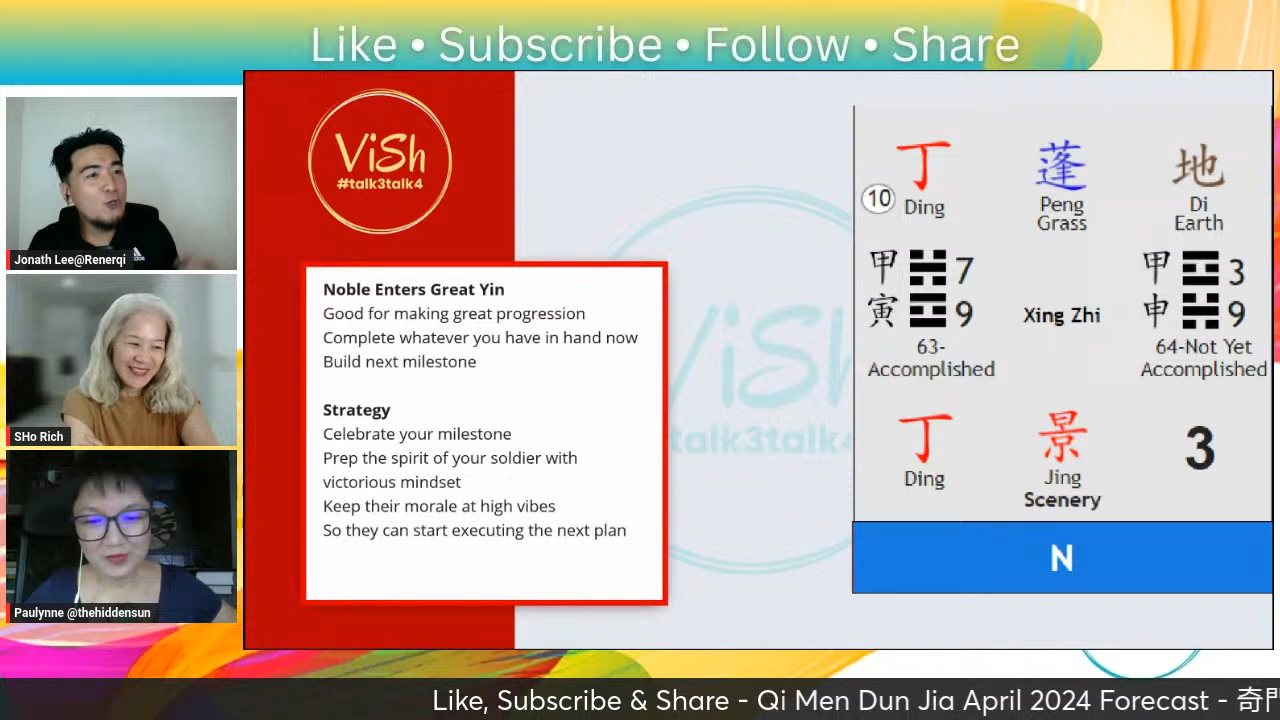 Like • Subscribe • Follow • Share
Jonath Lee@Renerqi
SHo Rich
Paulynne @thehiddensun
ViSh
#talk3talk4
Noble Enters Great Yin
Good for making great progression
Complete whatever you have in hand now
Build next milestone
Strategy
Celebrate your milestone
Prep the spirit of your soldier with
victorious mindset
Keep their morale at high vibes
So they can start executing the next plan
ViSh
#talk3talk4
丁 蓬 地
10 Ding Peng Di
Grass Earth
甲 7 甲 3
寅 9 Xing Zhi 申 9
63- 64-Not Yet
Accomplished Accomplished
丁 景 3
Ding Jing
Scenery
N
Like, Subscribe & Share - Qi Men Dun Jia April 2024 Forecast - 奇